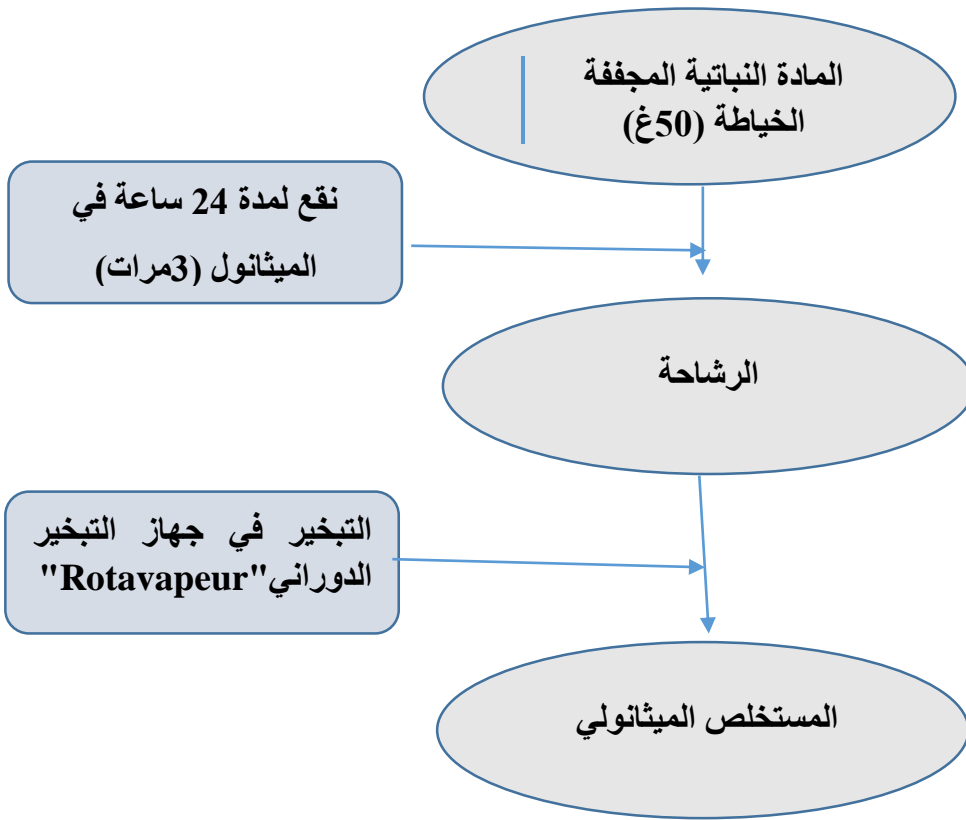 المادة النباتية المجففة
الخياطة (50غ)
نقع لمدة 24 ساعة في
الميثانول (3مرات)
الرشاحة
التبخير في جهاز التبخير
الدوراني"Rotavapeur"
المستخلص الميثانولي